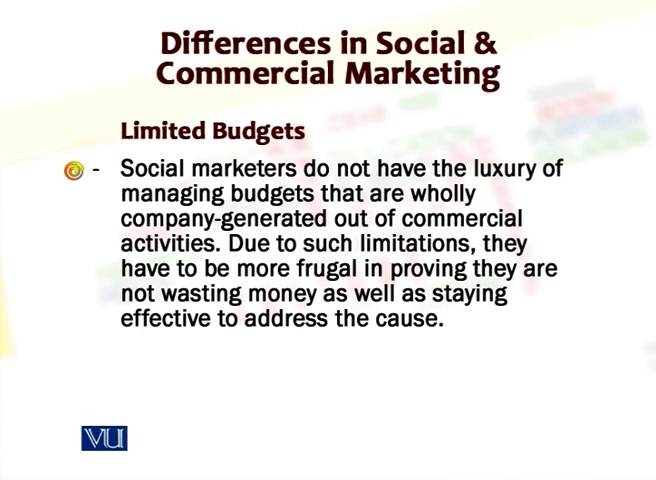 Differences in Social &
Commercial Marketing
Limited Budgets
- Social marketers do not have the luxury of
managing budgets that are wholly
company-generated out of commercial
activities. Due to such limitations, they
have to be more frugal in proving they are
not wasting money as well as staying
effective to address the cause.
VU